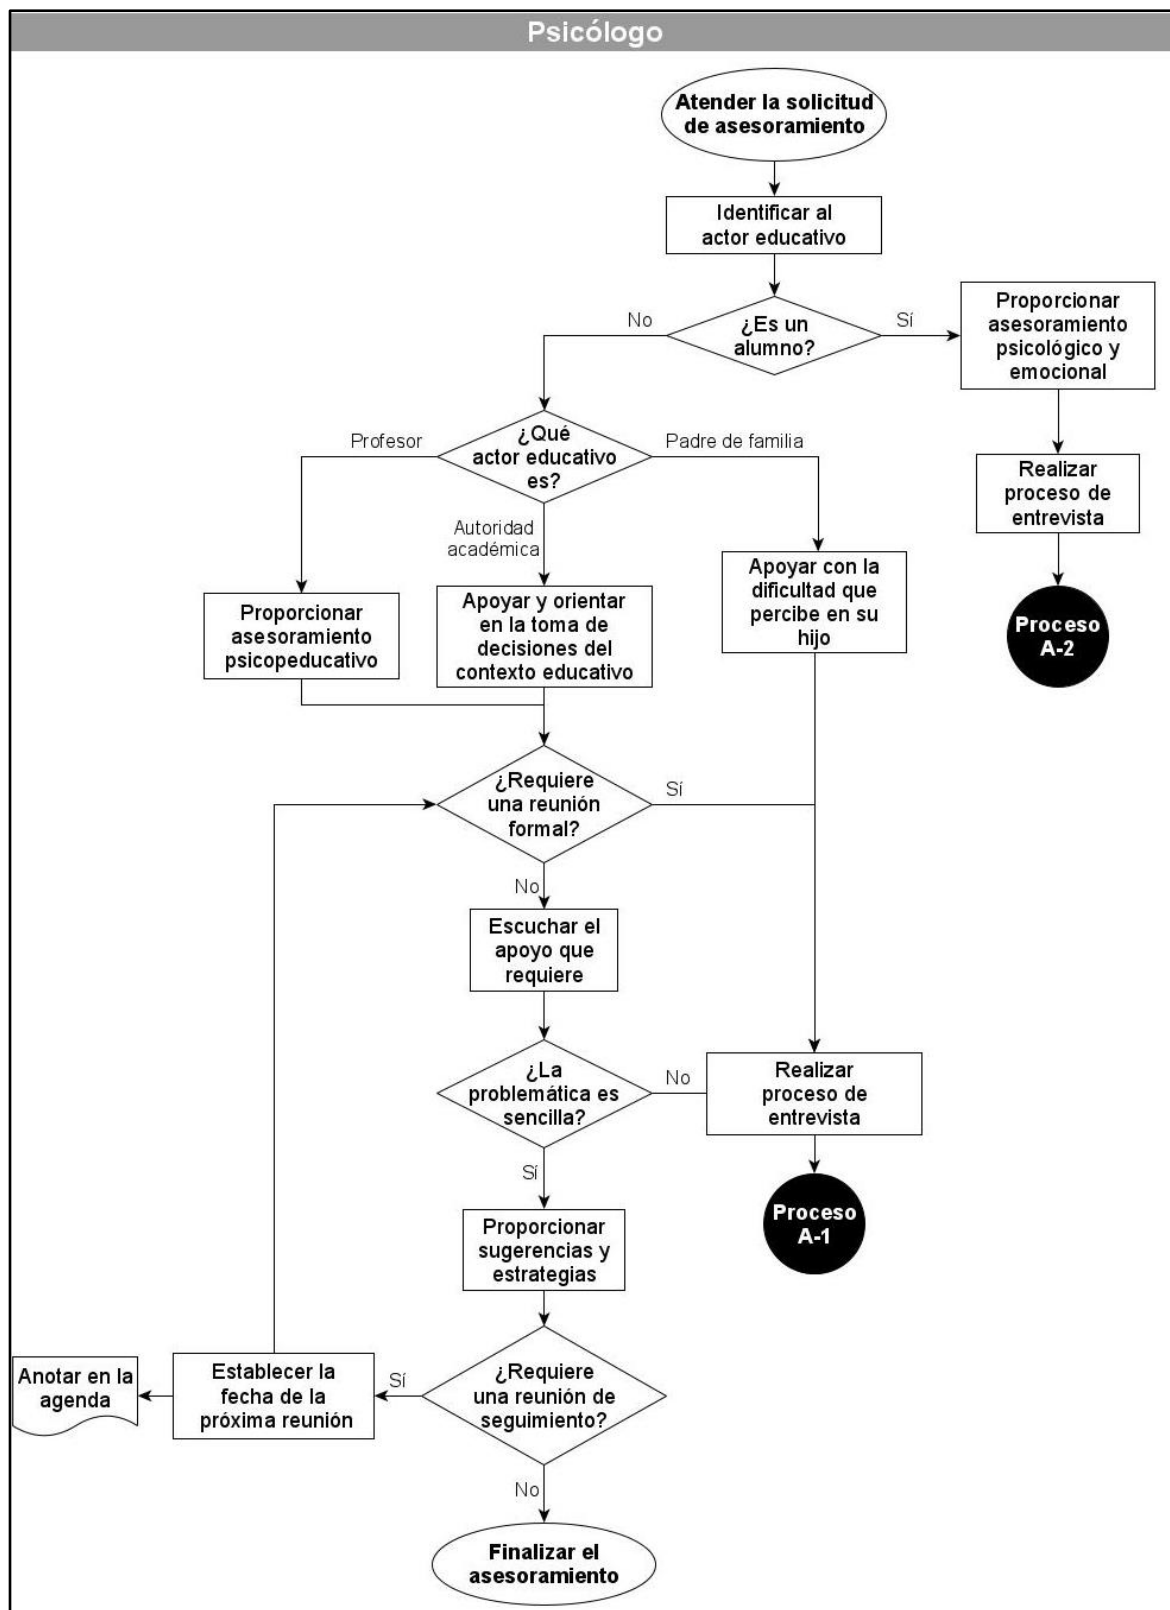 Psicólogo
Atender la solicitud
de asesoramiento
Identificar al
actor educativo
¿Es un
alumno?
No
Sí
Proporcionar
asesoramiento
psicológico y
emocional
Realizar
proceso de
entrevista
Proceso
A-2
¿Qué
actor educativo
es?
Profesor
Autoridad
académica
Padre de familia
Proporcionar
asesoramiento
psicopeducativo
Apoyar y orientar
en la toma de
decisiones del
contexto educativo
Apoyar con la
dificultad que
percibe en su
hijo
¿Requiere
una reunión
formal?
Sí
No
Escuchar el
apoyo que
requiere
¿La
problemática es
sencilla?
No
Realizar
proceso de
entrevista
Proceso
A-1
Sí
Proporcionar
sugerencias y
estrategias
¿Requiere
una reunión de
seguimiento?
Sí
Establecer la
fecha de la
próxima reunión
Anotar en la
agenda
No
Finalizar el
asesoramiento